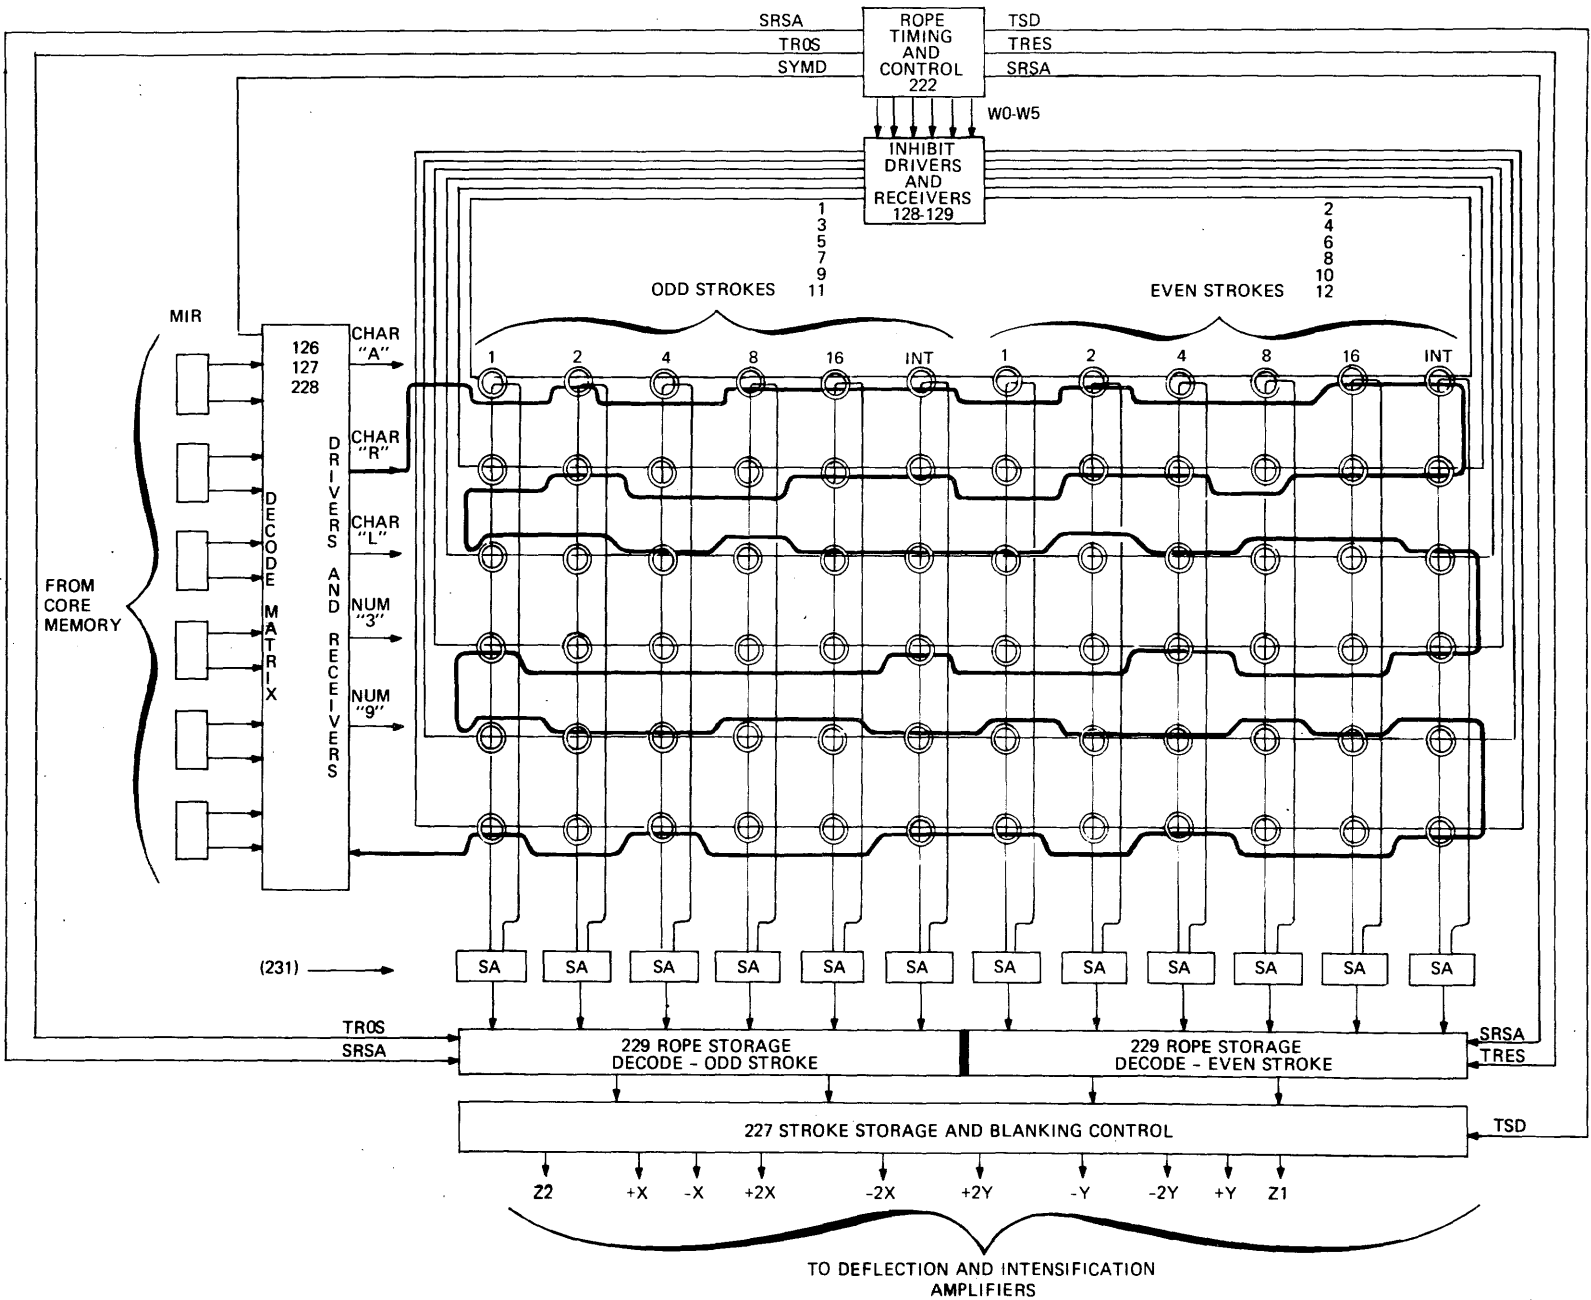 SRSA
TROS
SYMD
ROPE
TIMING
AND
CONTROL
222
TSD
TRES
SRSA
W0-W5
INHIBIT
DRIVERS
AND
RECEIVERS
128-129
1
3
5
7
9
11
ODD STROKES
2
4
6
8
10
12
EVEN STROKES
MIR
126
127
228
DECODE MATRIX
DRIVERS AND RECEIVERS
CHAR
"A"
CHAR
"R"
CHAR
"L"
NUM
"3"
NUM
"9"
FROM
CORE
MEMORY
1 2 4 8 16 INT 1 2 4 8 16 INT
(231)
SA SA SA SA SA SA SA SA SA SA SA SA
TROS
SRSA
229 ROPE STORAGE
DECODE - ODD STROKE
229 ROPE STORAGE
DECODE - EVEN STROKE
SRSA
TRES
227 STROKE STORAGE AND BLANKING CONTROL
TSD
Z2 +X -X +2X -2X +2Y -Y -2Y +Y Z1
TO DEFLECTION AND INTENSIFICATION
AMPLIFIERS